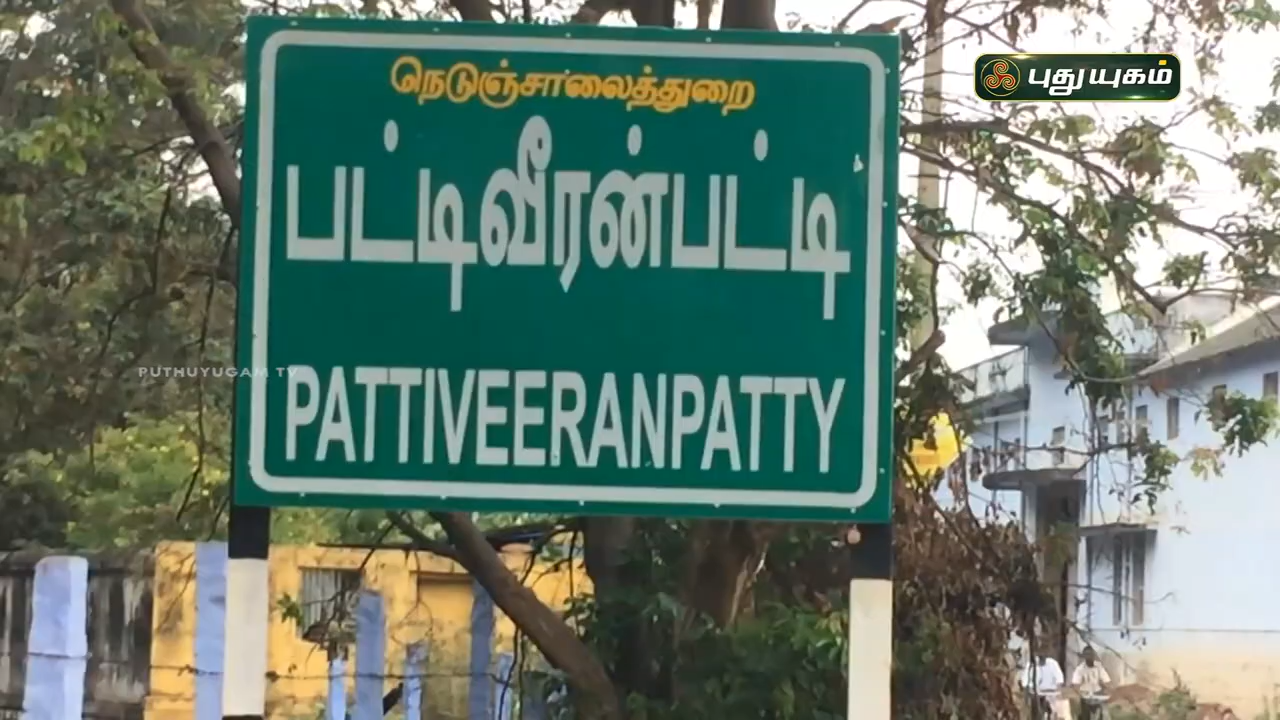 நெடுஞ்சாலைத்துறை
பட்டிவீரன்பட்டி
PATTIVEERANPATTY
புதுயுகம்
PUTHUYUGAM TV